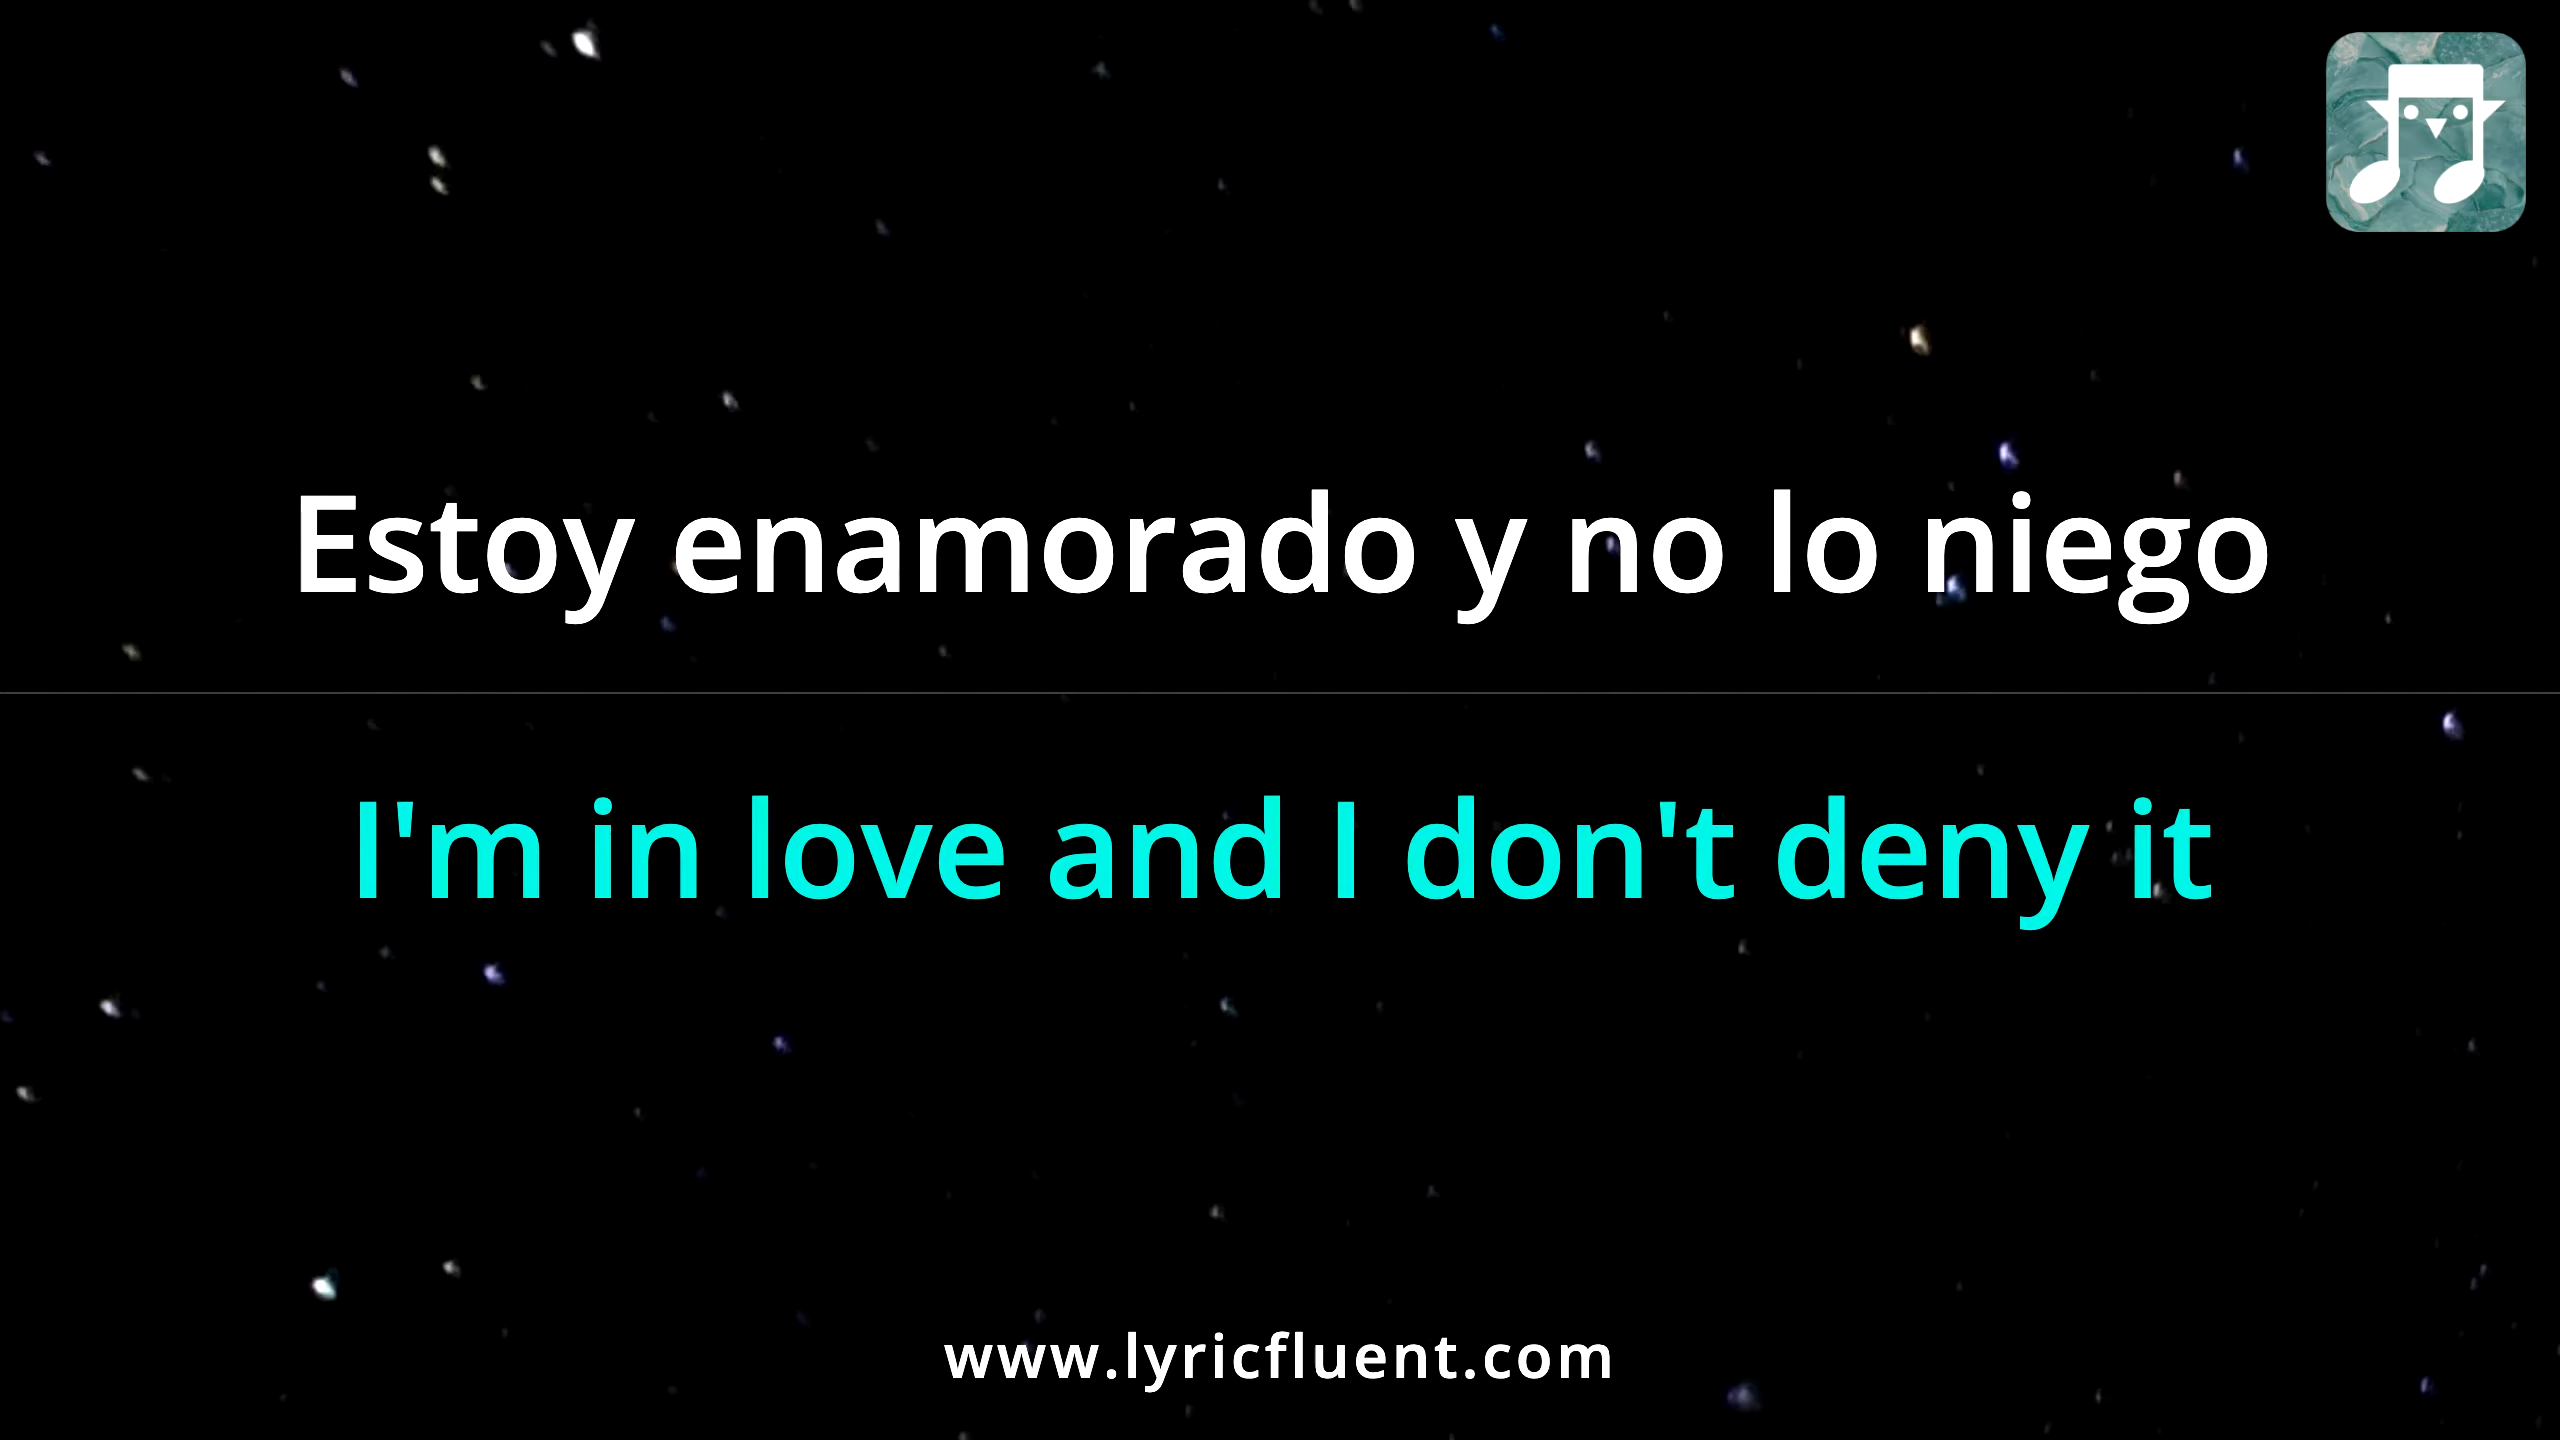 Estoy enamorado y no lo niego
I'm in love and I don't deny it
www.lyricfluent.com